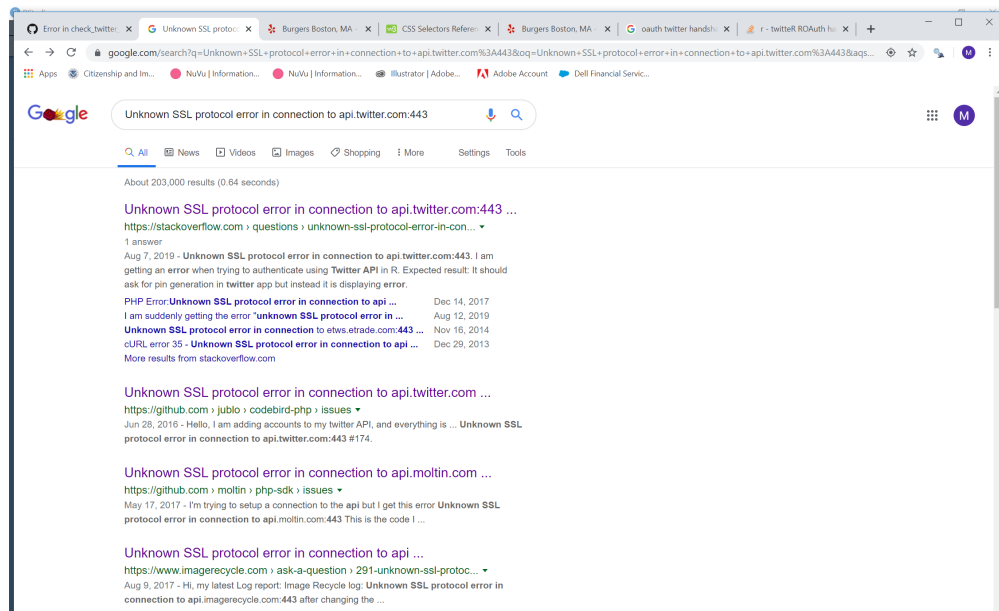 Error in check_twitter_
Unknown SSL protoc
Burgers Boston, MA -
CSS Selectors Referen
Burgers Boston, MA -
oauth twitter handsh
r - twitteR ROAuth ha
google.com/search?q=Unknown+SSL+protocol+error+in+connection+to+api.twitter.com%3A443&oq=Unknown+SSL+protocol+error+in+connection+to+api.twitter.com%3A443&aqs...
Apps
Citizenship and Im...
NuVu | Information...
NuVu | Information...
Illustrator | Adobe...
Adobe Account
Dell Financial Servic...
Google
Unknown SSL protocol error in connection to api.twitter.com:443
M
All
News
Videos
Images
Shopping
More
Settings
Tools
About 203,000 results (0.64 seconds)
Unknown SSL protocol error in connection to api.twitter.com:443 ...
https://stackoverflow.com › questions › unknown-ssl-protocol-error-in-con...
1 answer
Aug 7, 2019 - Unknown SSL protocol error in connection to api.twitter.com:443. I am
getting an error when trying to authenticate using Twitter API in R. Expected result: It should
ask for pin generation in twitter app but instead it is displaying error.
PHP Error:Unknown SSL protocol error in connection to api ... Dec 14, 2017
I am suddenly getting the error "unknown SSL protocol error in ... Aug 12, 2019
Unknown SSL protocol error in connection to etws.etrade.com:443 ... Nov 16, 2014
cURL error 35 - Unknown SSL protocol error in connection to api ... Dec 29, 2013
More results from stackoverflow.com
Unknown SSL protocol error in connection to api.twitter.com ...
https://github.com › jublo › codebird-php › issues
Jun 28, 2016 - Hello, I am adding accounts to my twitter API, and everything is ... Unknown SSL
protocol error in connection to api.twitter.com:443 #174.
Unknown SSL protocol error in connection to api.moltin.com ...
https://github.com › moltin › php-sdk › issues
May 17, 2017 - I'm trying to setup a connection to the api but I get this error Unknown SSL
protocol error in connection to api.moltin.com:443 This is the code I ...
Unknown SSL protocol error in connection to api ...
https://www.imagerecycle.com › ask-a-question › 291-unknown-ssl-protoc...
Aug 9, 2017 - Hi, my latest Log report: Image Recycle log: Unknown SSL protocol error in
connection to api.imagerecycle.com:443 after changing the ...